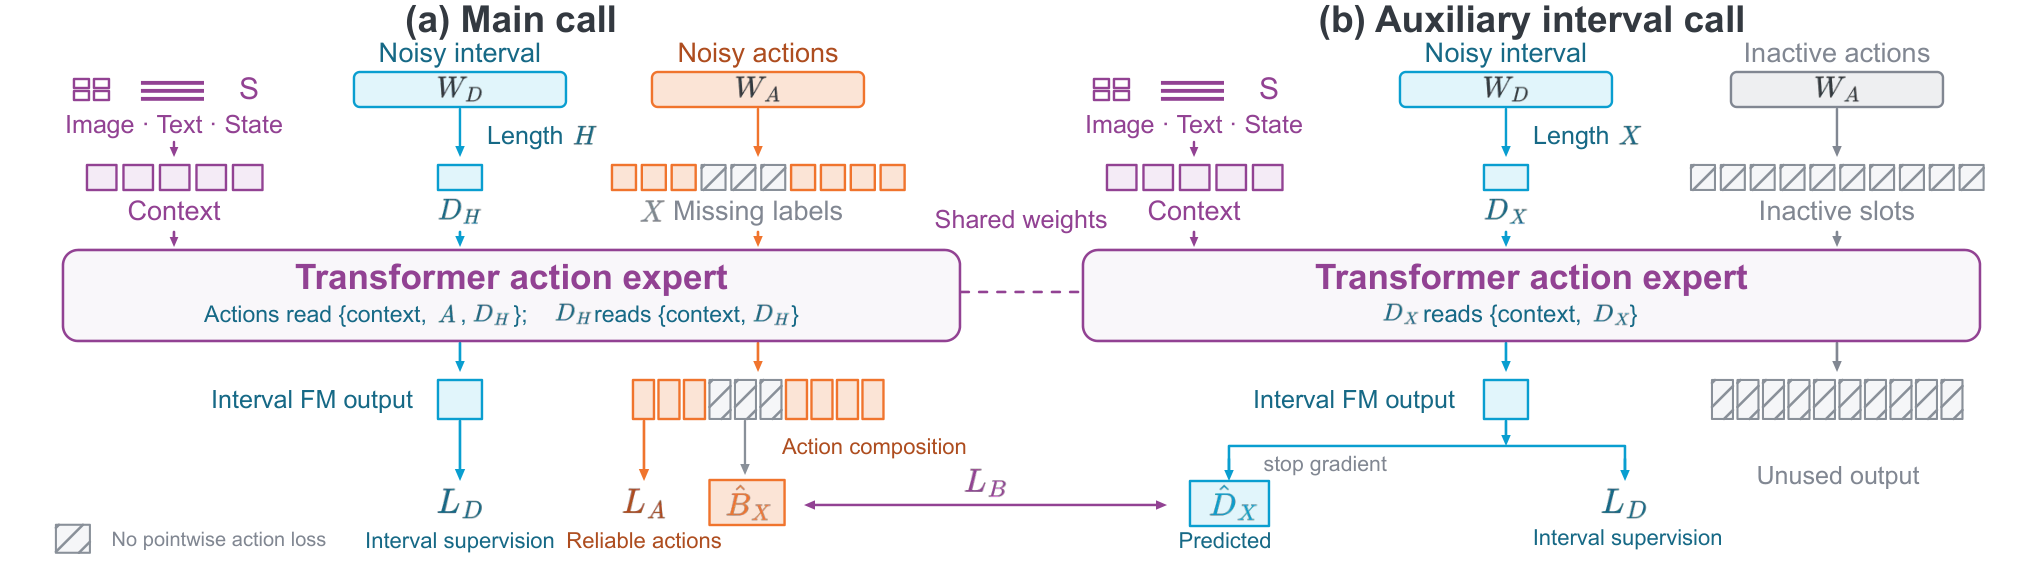 (a) Main call
Noisy interval
Noisy actions
W_D
W_A
S
Image · Text · State
Length H
Context
D_H
X Missing labels
Transformer action expert
Actions read {context, A, D_H}; D_H reads {context, D_H}
Interval FM output
Action composition
L_D
L_A
B̂_X
No pointwise action loss
Interval supervision
Reliable actions
Shared weights
L_B
(b) Auxiliary interval call
Noisy interval
Inactive actions
W_D
W_A
S
Image · Text · State
Length X
Context
D_X
Inactive slots
Transformer action expert
D_X reads {context, D_X}
Interval FM output
stop gradient
Unused output
D̂_X
L_D
Predicted
Interval supervision